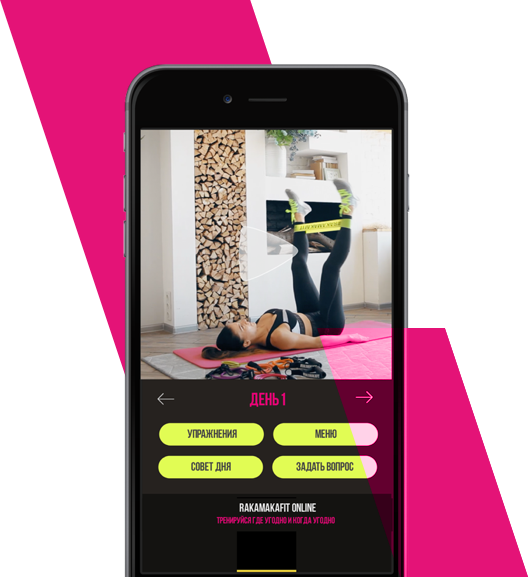 ДЕНЬ 1
УПРАЖНЕНИЯ
МЕНЮ
СОВЕТ ДНЯ
ЗАДАТЬ ВОПРОС
RAKAMAKAFIT ONLINE
ТРЕНИРУЙСЯ ГДЕ УГОДНО И КОГДА УГОДНО